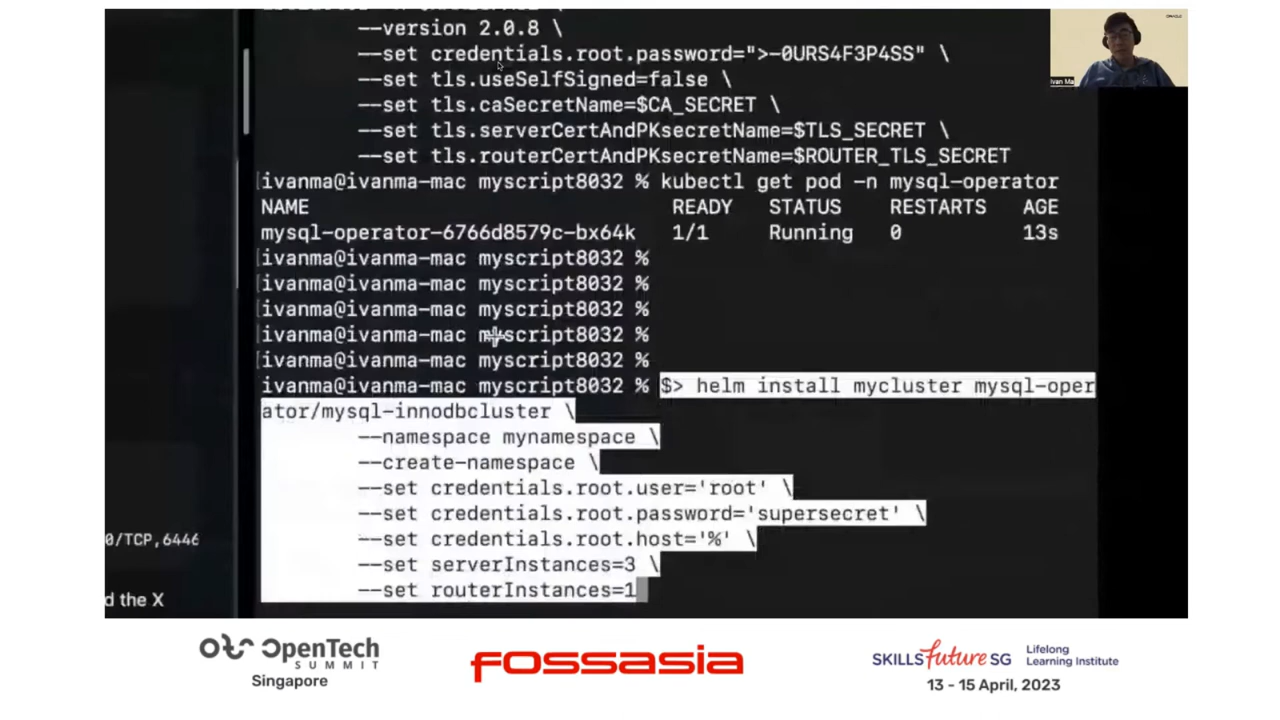 --version 2.0.8 \
--set credentials.root.password=">-0URS4F3P4SS" \
--set tls.useSelfSigned=false \
--set tls.caSecretName=$CA_SECRET \
--set tls.serverCertAndPKsecretName=$TLS_SECRET \
--set tls.routerCertAndPKsecretName=$ROUTER_TLS_SECRET
ivanma@ivanma-mac myscript8032 % kubectl get pod -n mysql-operator
NAME READY STATUS RESTARTS AGE
mysql-operator-6766d8579c-bx64k 1/1 Running 0 13s
ivanma@ivanma-mac myscript8032 %
ivanma@ivanma-mac myscript8032 %
ivanma@ivanma-mac myscript8032 %
ivanma@ivanma-mac myscript8032 %
ivanma@ivanma-mac myscript8032 %
ivanma@ivanma-mac myscript8032 % $> helm install mycluster mysql-oper
ator/mysql-innodbcluster \
--namespace mynamespace \
--create-namespace \
--set credentials.root.user='root' \
--set credentials.root.password='supersecret' \
--set credentials.root.host='%' \
--set serverInstances=3 \
--set routerInstances=1
0/TCP,6446
d the X
Ivan Ma
ORACLE
OpenTech
SUMMIT
Singapore
FOSSASIA
SKILLS future SG
Lifelong
Learning Institute
13 - 15 April, 2023